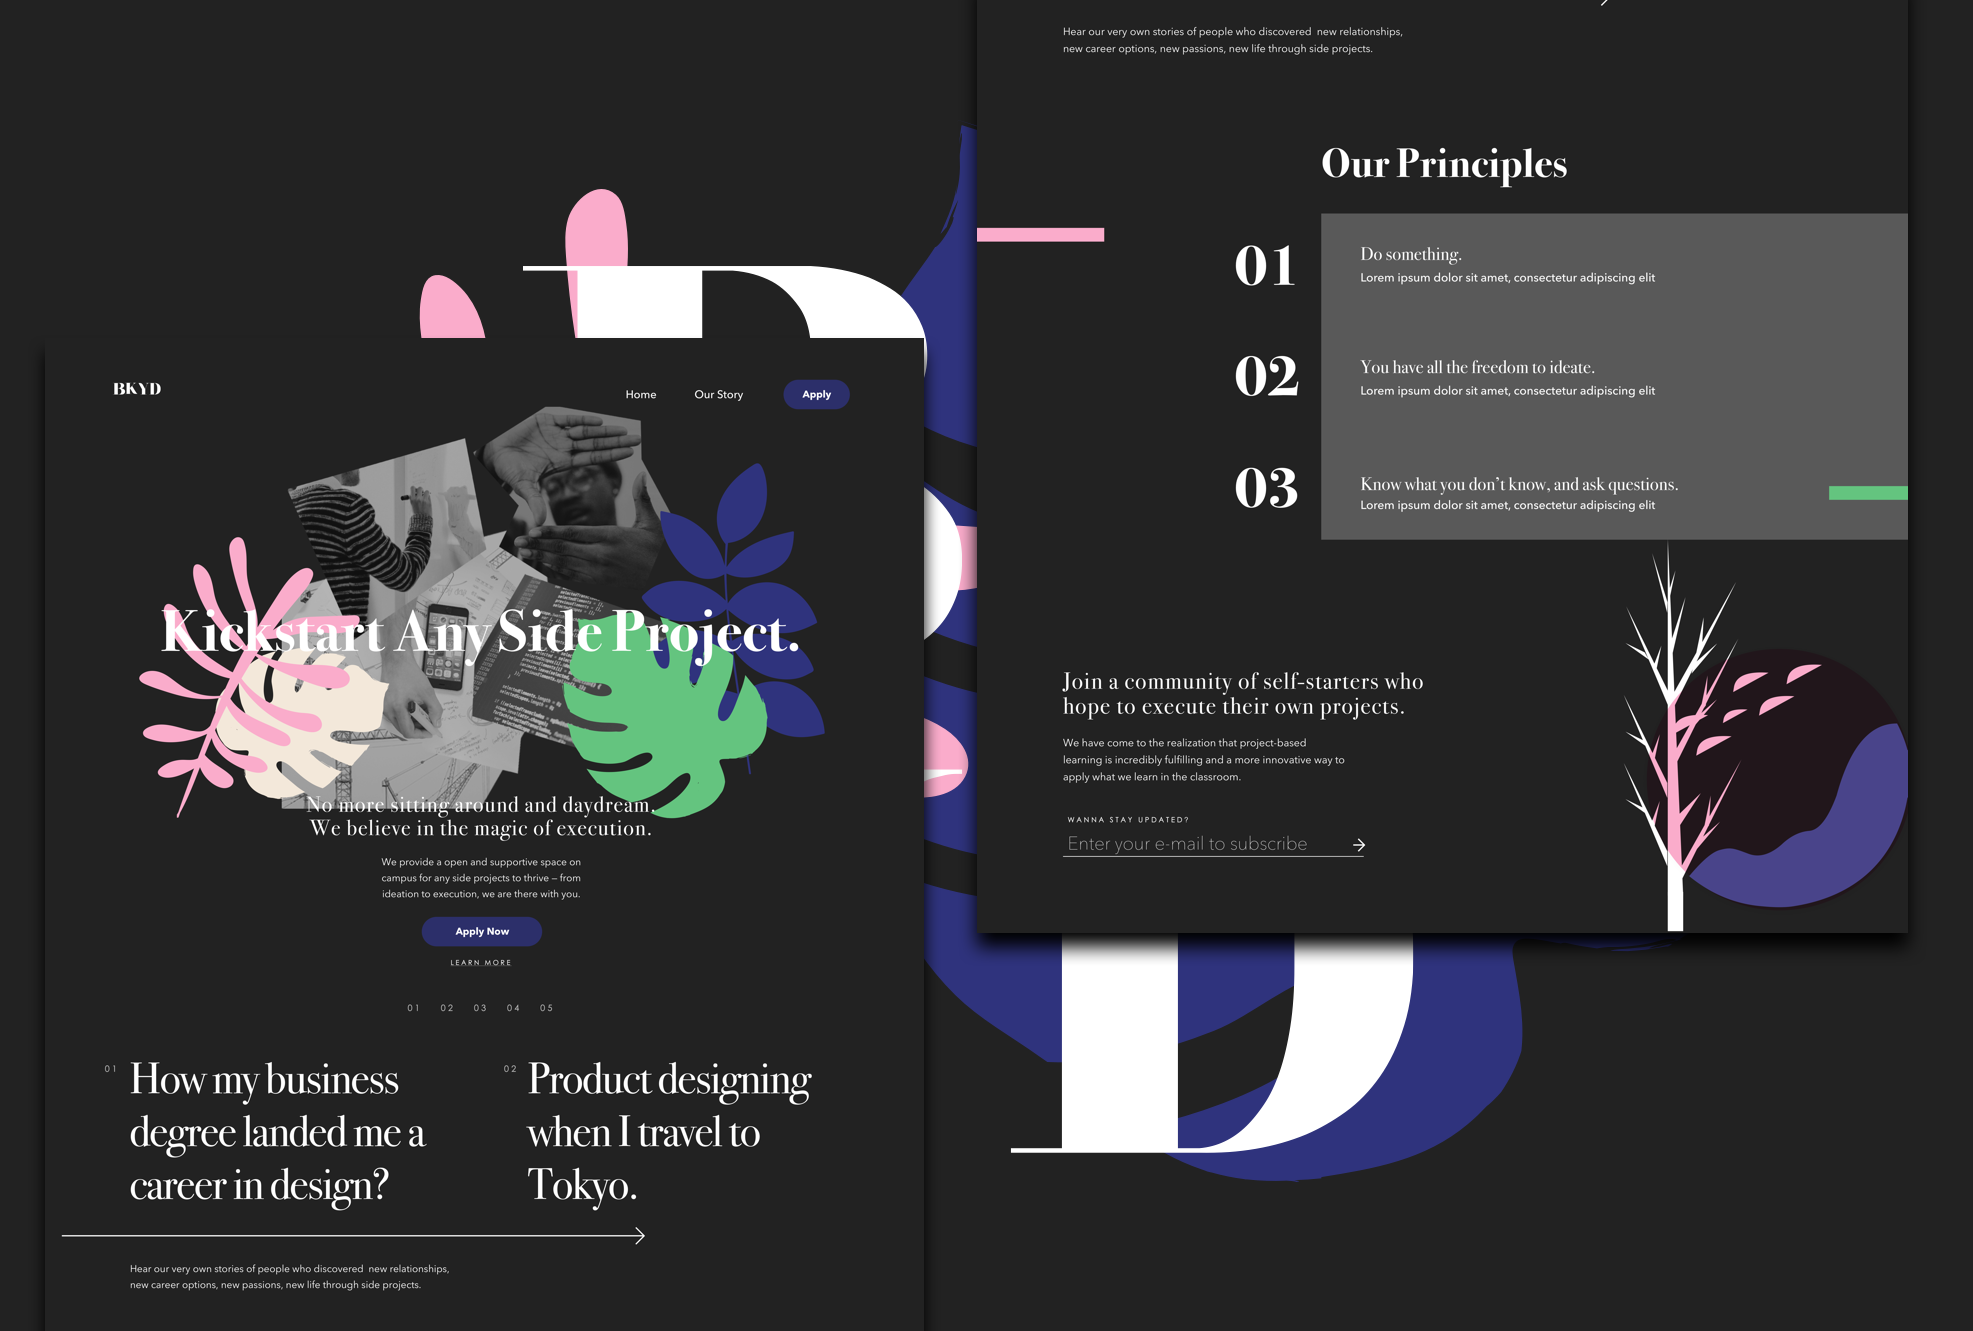 BKYD
Home Our Story Apply
Kickstart Any Side Project.
No more sitting around and daydream.
We believe in the magic of execution.
We provide a open and supportive space on
campus for any side projects to thrive – from
ideation to execution, we are there with you.
Apply Now
LEARN MORE
01 02 03 04 05
01
How my business
degree landed me a
career in design?
02
Product designing
when I travel to
Tokyo.
Hear our very own stories of people who discovered new relationships,
new career options, new passions, new life through side projects.
Hear our very own stories of people who discovered new relationships,
new career options, new passions, new life through side projects.
Our Principles
01
Do something.
Lorem ipsum dolor sit amet, consectetur adipiscing elit
02
You have all the freedom to ideate.
Lorem ipsum dolor sit amet, consectetur adipiscing elit
03
Know what you don’t know, and ask questions.
Lorem ipsum dolor sit amet, consectetur adipiscing elit
Join a community of self-starters who
hope to execute their own projects.
We have come to the realization that project-based
learning is incredibly fulfilling and a more innovative way to
apply what we learn in the classroom.
WANNA STAY UPDATED?
Enter your e-mail to subscribe